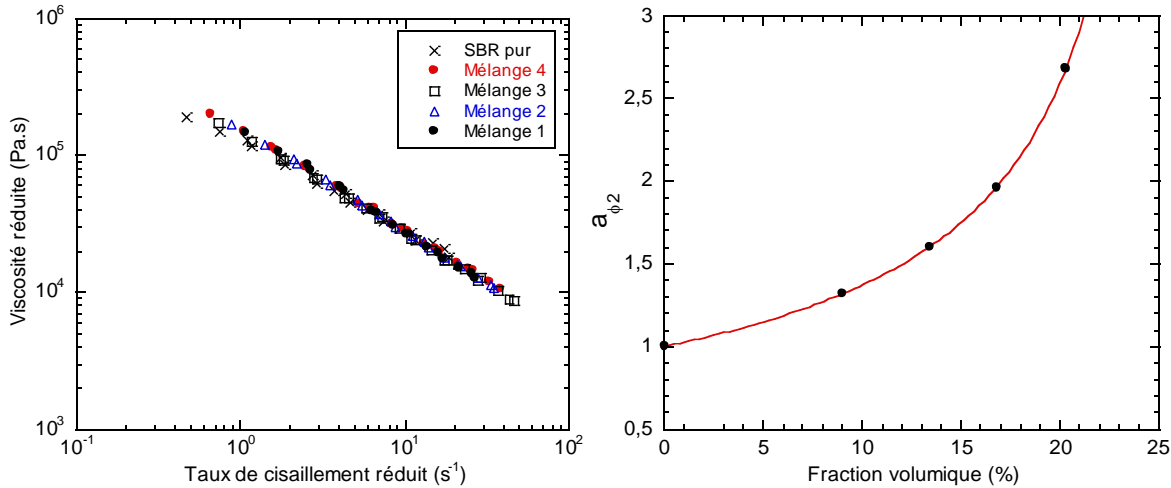 10^6
10^5
10^4
10^3
10^-1
10^0
10^1
10^2
Viscosité réduite (Pa.s)
Taux de cisaillement réduit (s^-1)
SBR pur
Mélange 4
Mélange 3
Mélange 2
Mélange 1
3
2,5
2
1,5
1
0,5
0
5
10
15
20
25
a_ϕ2
Fraction volumique (%)